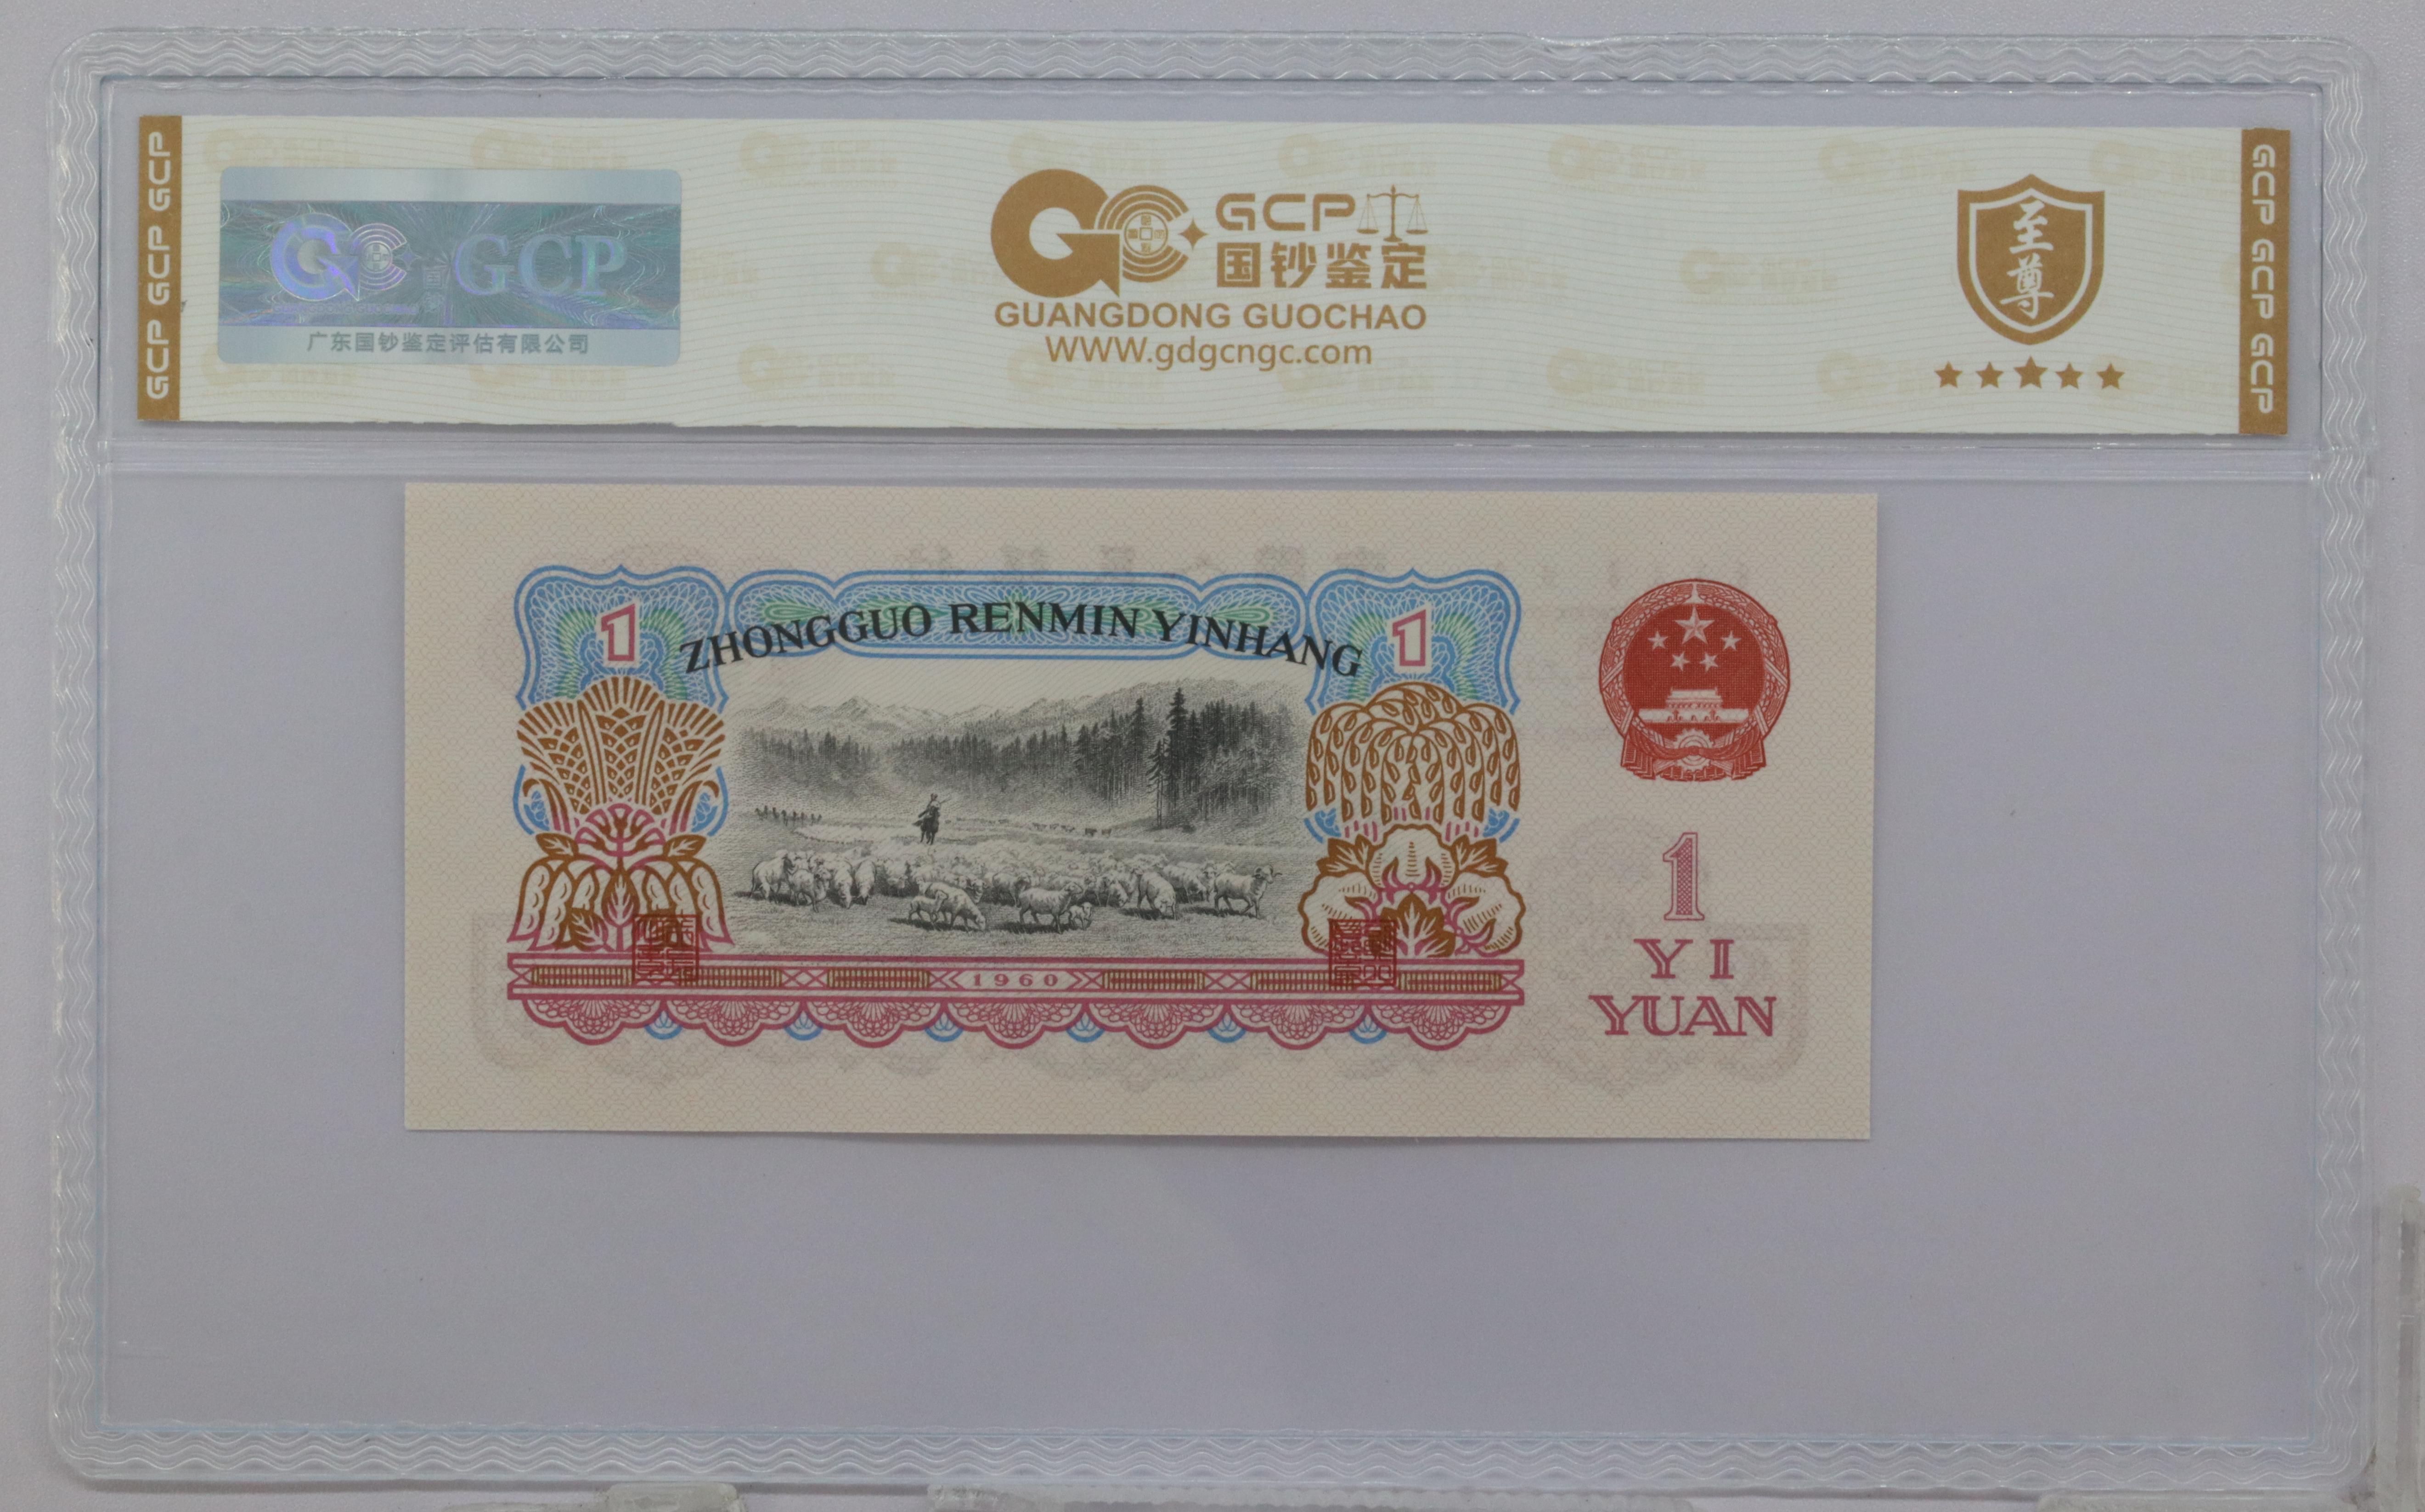 GCP GCP GCP
GCP
广东国钞鉴定评估有限公司
GCP
国钞鉴定
GUANGDONG GUOCHAO
WWW.gdgcngc.com
至尊
GCP GCP GCP
1
ZHONGGUO RENMIN YINHANG
1
1960
1
YI
YUAN